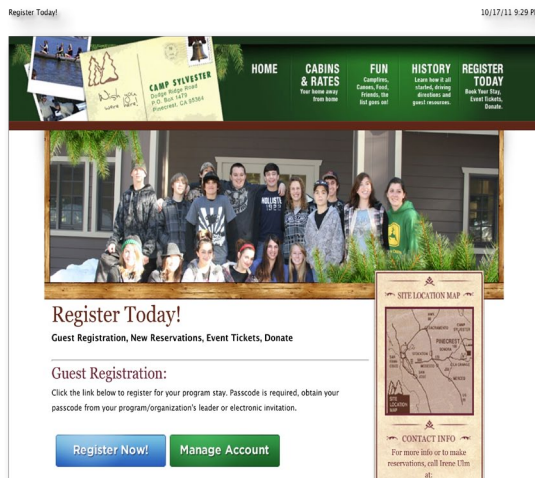 Register Today!
10/17/11 9:29 P
CAMP SYLVESTER
Dodge Ridge Road
P.O. Box 1479
Pinecrest, CA 95364
Wish you
were here!
HOME
CABINS
& RATES
Your home away
from home
FUN
Campfires,
Canoes, Food,
Friends, the
list goes on!
HISTORY
Learn how it all
started, driving
directions and
guest resources.
REGISTER
TODAY
Book Your Stay,
Event Tickets,
Donate.
HOLLISTER
Register Today!
Guest Registration, New Reservations, Event Tickets, Donate
Guest Registration:
Click the link below to register for your program stay. Passcode is required, obtain your
passcode from your program/organization's leader or electronic invitation.
Register Now!
Manage Account
SITE LOCATION MAP
SACRAMENTO
PINECREST
STOCKTON
MODESTO
SITE
LOCATION
MAP
CONTACT INFO
For more info or to make
reservations, call Irene Ulm
at: